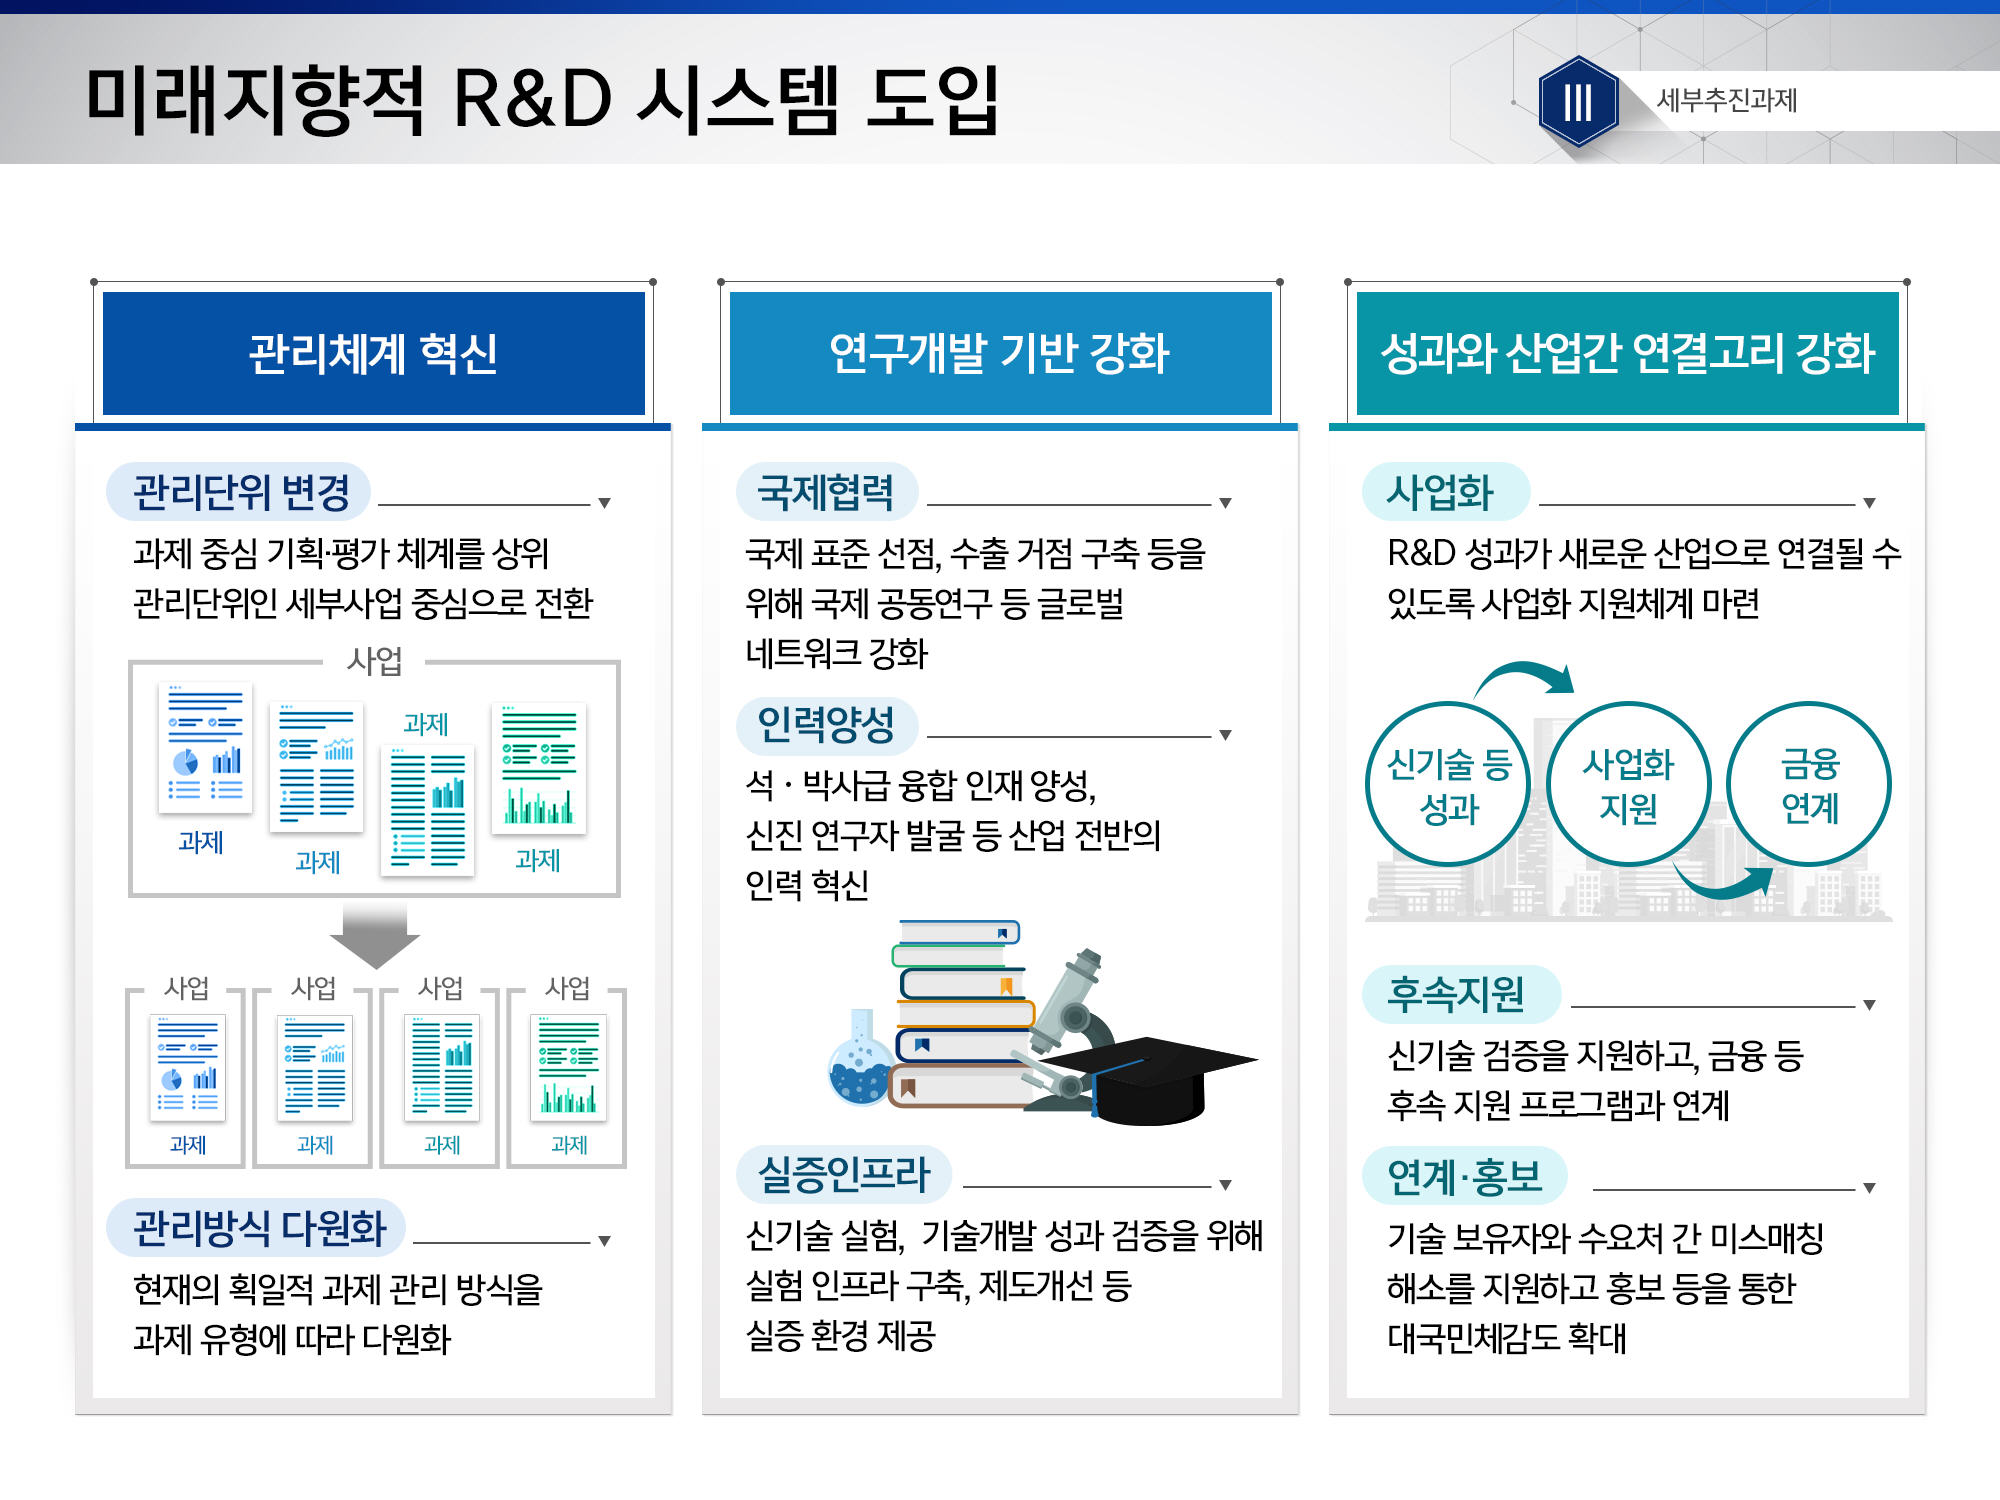 미래지향적 R&D 시스템 도입
III
세부추진과제
관리체계 혁신
관리단위 변경
과제 중심 기획·평가 체계를 상위
관리단위인 세부사업 중심으로 전환
사업
과제
과제
과제
과제
사업
사업
사업
사업
과제
과제
과제
과제
관리방식 다원화
현재의 획일적 과제 관리 방식을
과제 유형에 따라 다원화
연구개발 기반 강화
국제협력
국제 표준 선점, 수출 거점 구축 등을
위해 국제 공동연구 등 글로벌
네트워크 강화
인력양성
석 · 박사급 융합 인재 양성,
신진 연구자 발굴 등 산업 전반의
인력 혁신
실증인프라
신기술 실험, 기술개발 성과 검증을 위해
실험 인프라 구축, 제도개선 등
실증 환경 제공
성과와 산업간 연결고리 강화
사업화
R&D 성과가 새로운 산업으로 연결될 수
있도록 사업화 지원체계 마련
신기술 등
성과
사업화
지원
금융
연계
후속지원
신기술 검증을 지원하고, 금융 등
후속 지원 프로그램과 연계
연계·홍보
기술 보유자와 수요처 간 미스매칭
해소를 지원하고 홍보 등을 통한
대국민체감도 확대